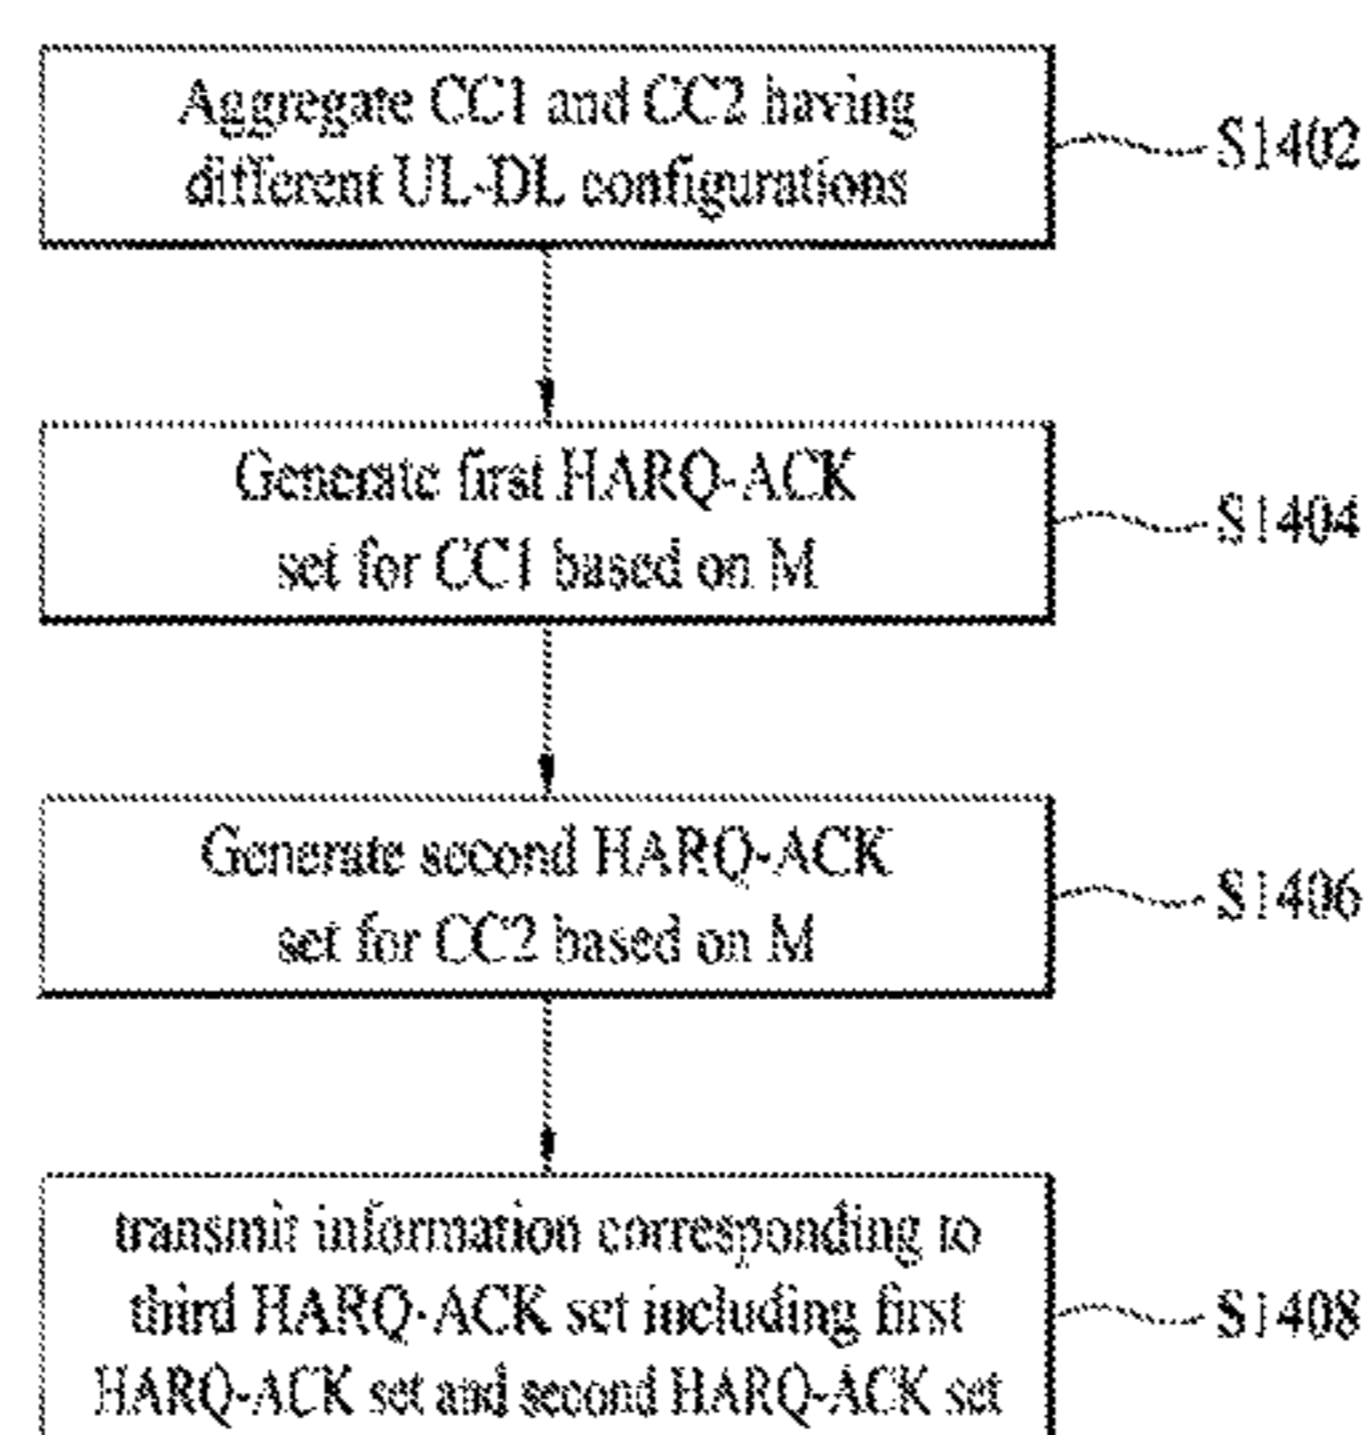 Aggregate CC1 and CC2 having
different UL-DL configurations
S1402
Generate first HARQ-ACK
set for CC1 based on M
S1404
Generate second HARQ-ACK
set for CC2 based on M
S1406
transmit information corresponding to
third HARQ-ACK set including first
HARQ-ACK set and second HARQ-ACK set
S1408